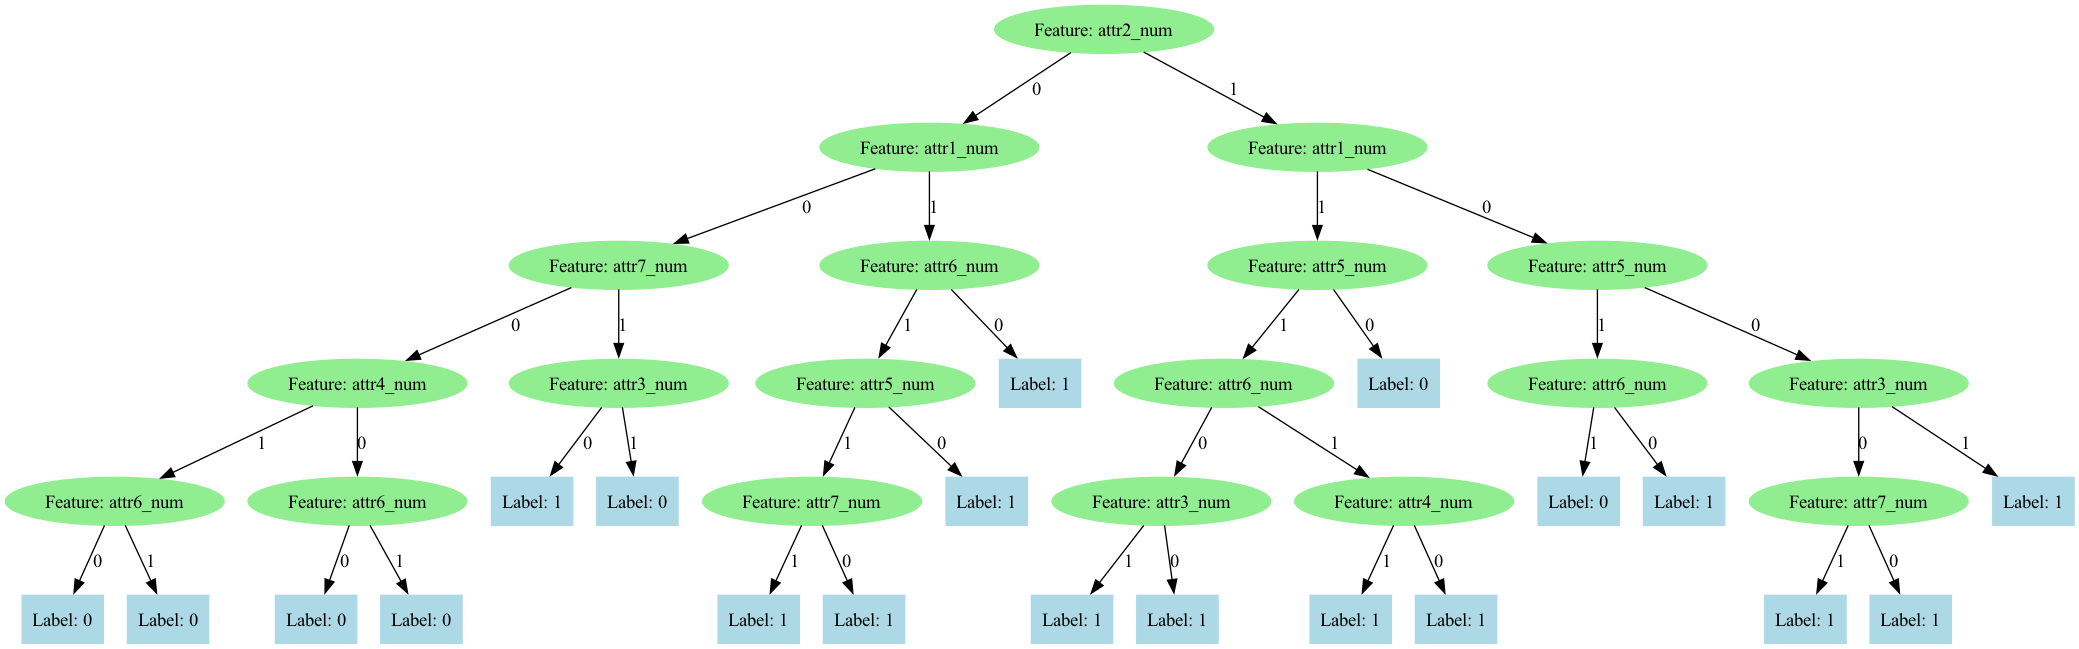 Feature: attr2_num
0
1
Feature: attr1_num
Feature: attr1_num
0
1
1
0
Feature: attr7_num
Feature: attr6_num
Feature: attr5_num
Feature: attr5_num
0
1
1
0
1
0
1
0
Feature: attr4_num
Feature: attr3_num
Feature: attr5_num
Label: 1
Feature: attr6_num
Label: 0
Feature: attr6_num
Feature: attr3_num
1
0
0
1
1
0
0
1
1
0
0
1
Feature: attr6_num
Feature: attr6_num
Label: 1
Label: 0
Feature: attr7_num
Label: 1
Feature: attr3_num
Feature: attr4_num
Label: 0
Label: 1
Feature: attr7_num
Label: 1
0
1
0
1
1
0
1
0
1
0
1
0
Label: 0
Label: 0
Label: 0
Label: 0
Label: 1
Label: 1
Label: 1
Label: 1
Label: 1
Label: 1
Label: 1
Label: 1